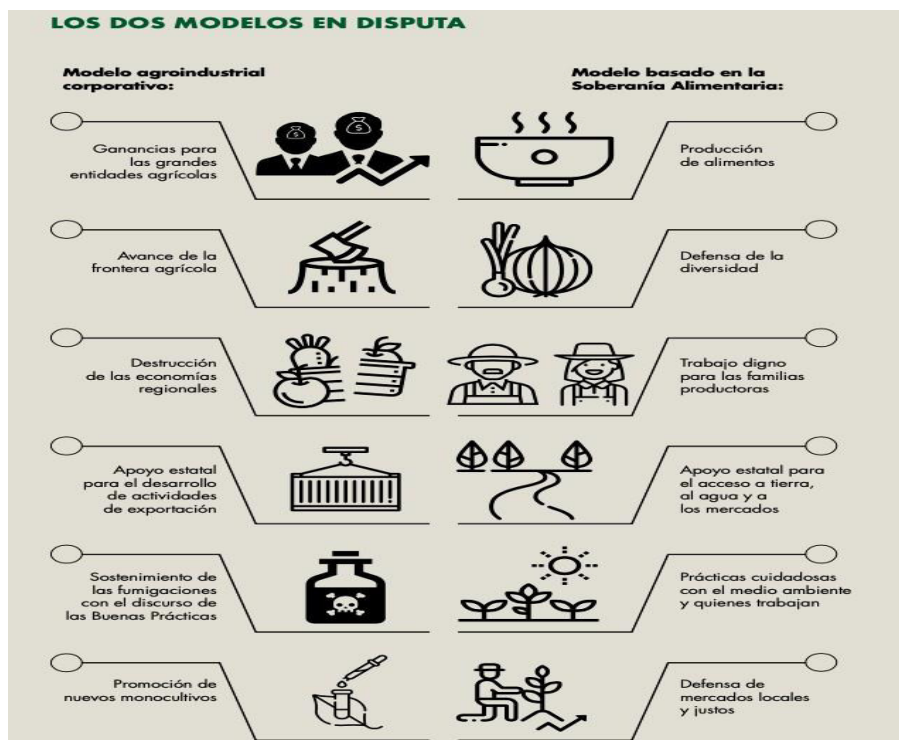 LOS DOS MODELOS EN DISPUTA
Modelo agroindustrial
corporativo:
Modelo basado en la
Soberanía Alimentaria:
Ganancias para
las grandes
entidades agrícolas
$
$
Producción
de alimentos
Avance de la
frontera agrícola
Defensa de la
diversidad
Destrucción
de las economías
regionales
Trabajo digno
para las familias
productoras
Apoyo estatal
para el desarrollo
de actividades
de exportación
Apoyo estatal para
el acceso a tierra,
al agua y a
los mercados
Sostenimiento de
las fumigaciones
con el discurso de
las Buenas Prácticas
Prácticas cuidadosas
con el medio ambiente
y quienes trabajan
Promoción de
nuevos monocultivos
Defensa de
mercados locales
y justos